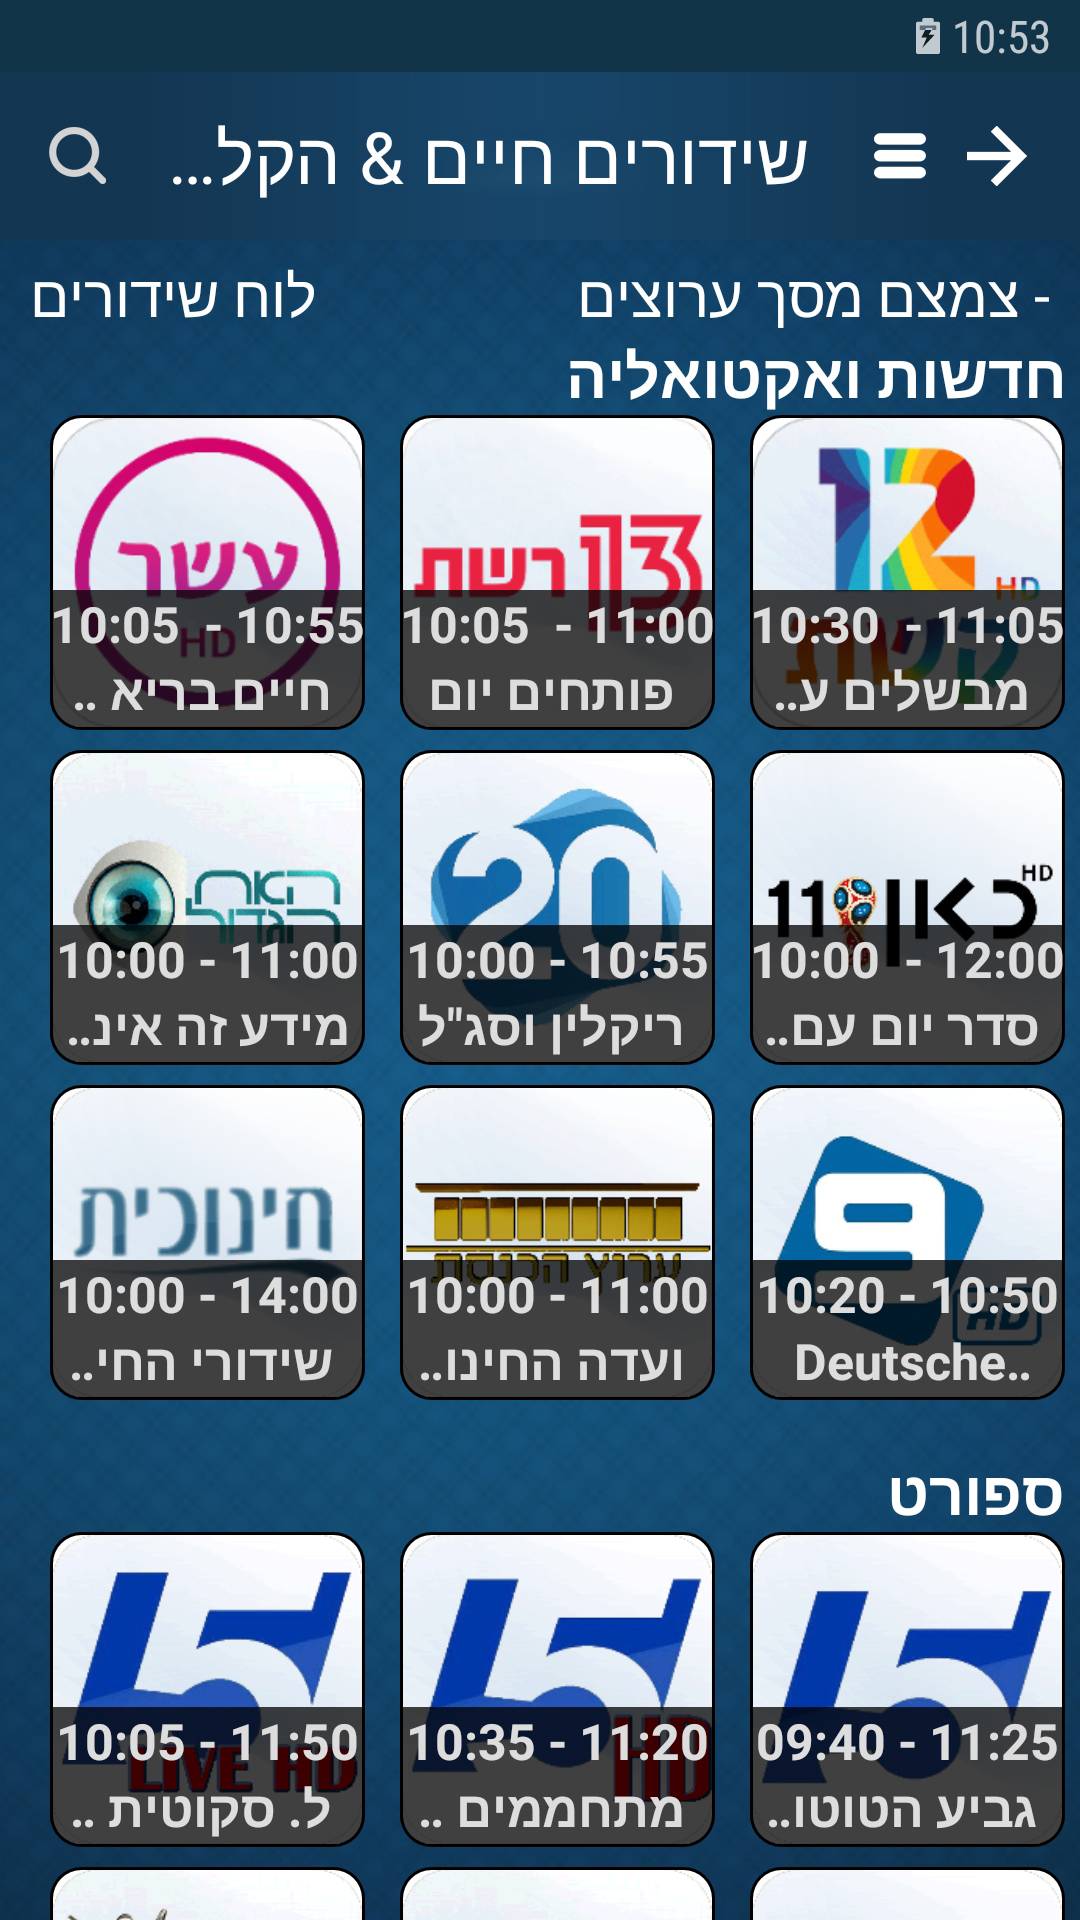 10:53
שידורים חיים & הקל...
- צמצם מסך ערוצים
לוח שידורים
חדשות ואקטואליה
12
HD
קשת
10:30 - 11:05
מבשלים ע..
רשת 13
10:05 - 11:00
פותחים יום
עשר
HD
10:05 - 10:55
חיים בריא ..
כאן 11
HD
10:00 - 12:00
סדר יום עם..
20
10:00 - 10:55
ריקלין וסג"ל
האח
הגדול
10:00 - 11:00
מידע זה אינ..
9
HD
10:20 - 10:50
Deutsche..
ערוץ הכנסת
10:00 - 11:00
ועדה החינו..
חינוכית
10:00 - 14:00
שידורי החי..
ספורט
5
09:40 - 11:25
גביע הטוטו..
5
HD
10:35 - 11:20
מתחממים ..
5
LIVE HD
10:05 - 11:50
ל. סקוטית ..